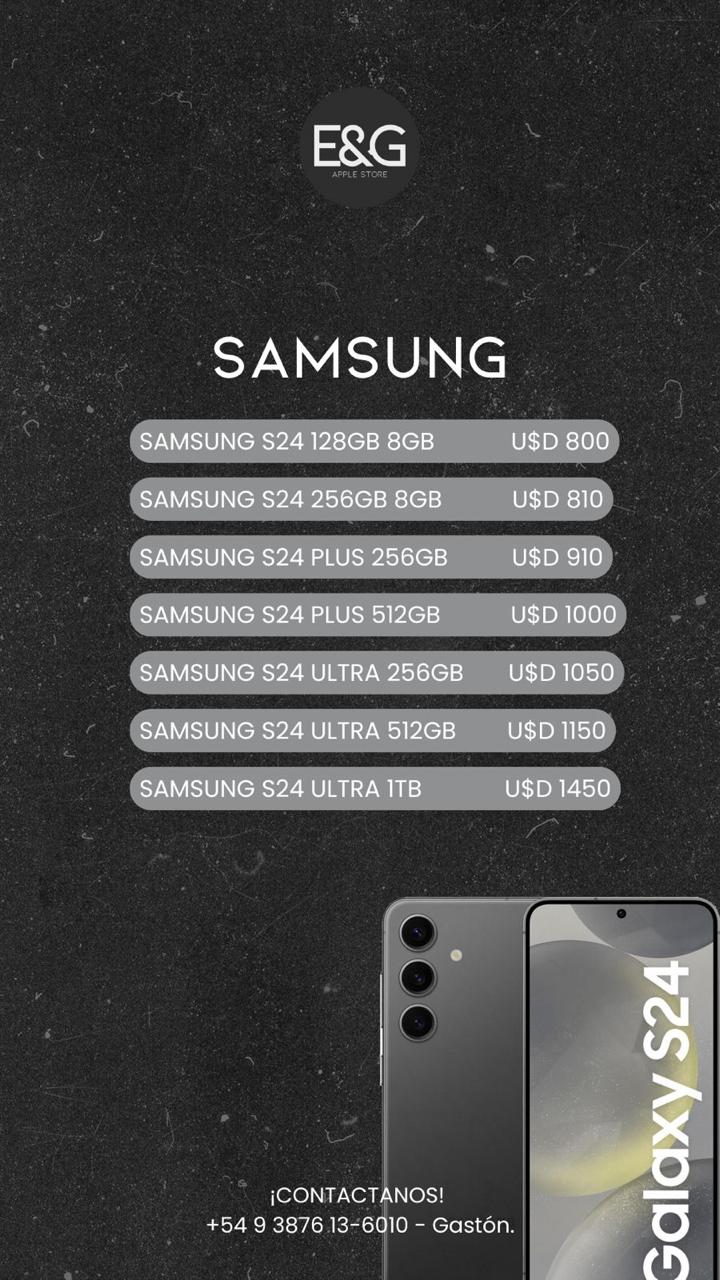 E&G
APPLE STORE
SAMSUNG
SAMSUNG S24 128GB 8GB U$D 800
SAMSUNG S24 256GB 8GB U$D 810
SAMSUNG S24 PLUS 256GB U$D 910
SAMSUNG S24 PLUS 512GB U$D 1000
SAMSUNG S24 ULTRA 256GB U$D 1050
SAMSUNG S24 ULTRA 512GB U$D 1150
SAMSUNG S24 ULTRA 1TB U$D 1450
Galaxy S24
¡CONTACTANOS!
+54 9 3876 13-6010 - Gastón.